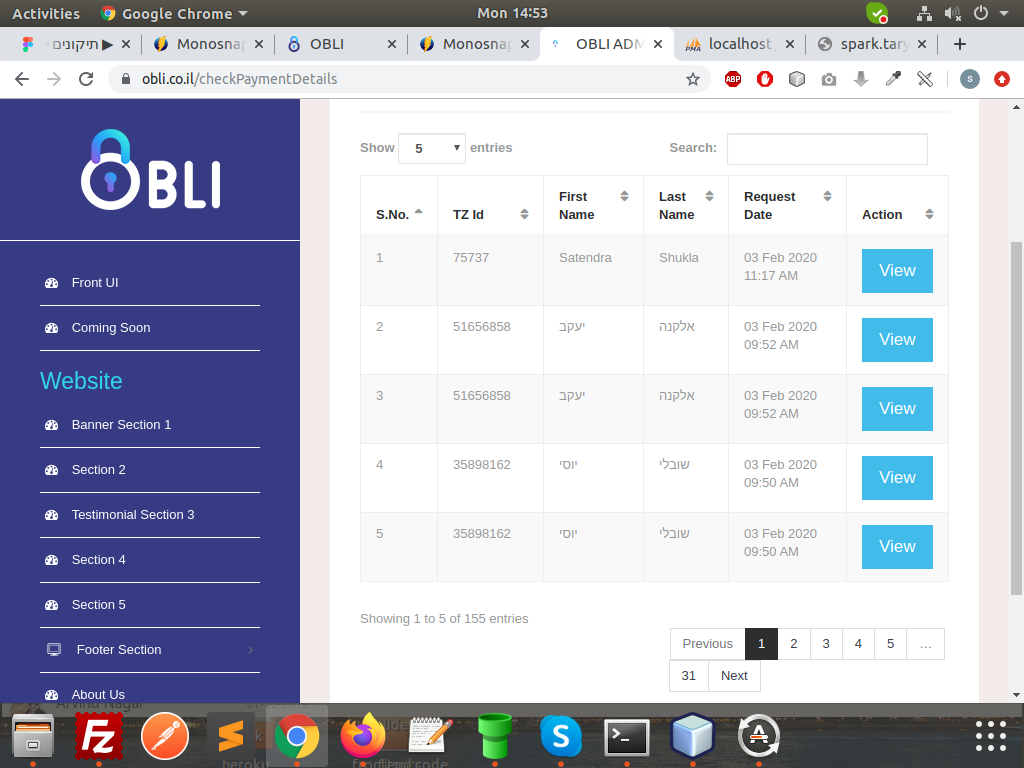 Activities Google Chrome Mon 14:53
תיקונים ▶ Monosnap OBLI Monosnap OBLI ADM localhost spark.tary
obli.co.il/checkPaymentDetails
OBLI
Front UI
Coming Soon
Website
Banner Section 1
Section 2
Testimonial Section 3
Section 4
Section 5
Footer Section
About Us
Show 5 entries Search:
S.No. TZ Id First Name Last Name Request Date Action
1 75737 Satendra Shukla 03 Feb 2020 11:17 AM View
2 51656858 יעקב אלקנה 03 Feb 2020 09:52 AM View
3 51656858 יעקב אלקנה 03 Feb 2020 09:52 AM View
4 35898162 יוסי שובלי 03 Feb 2020 09:50 AM View
5 35898162 יוסי שובלי 03 Feb 2020 09:50 AM View
Showing 1 to 5 of 155 entries
Previous 1 2 3 4 5 …
31 Next
Arvind Nagar
heroku